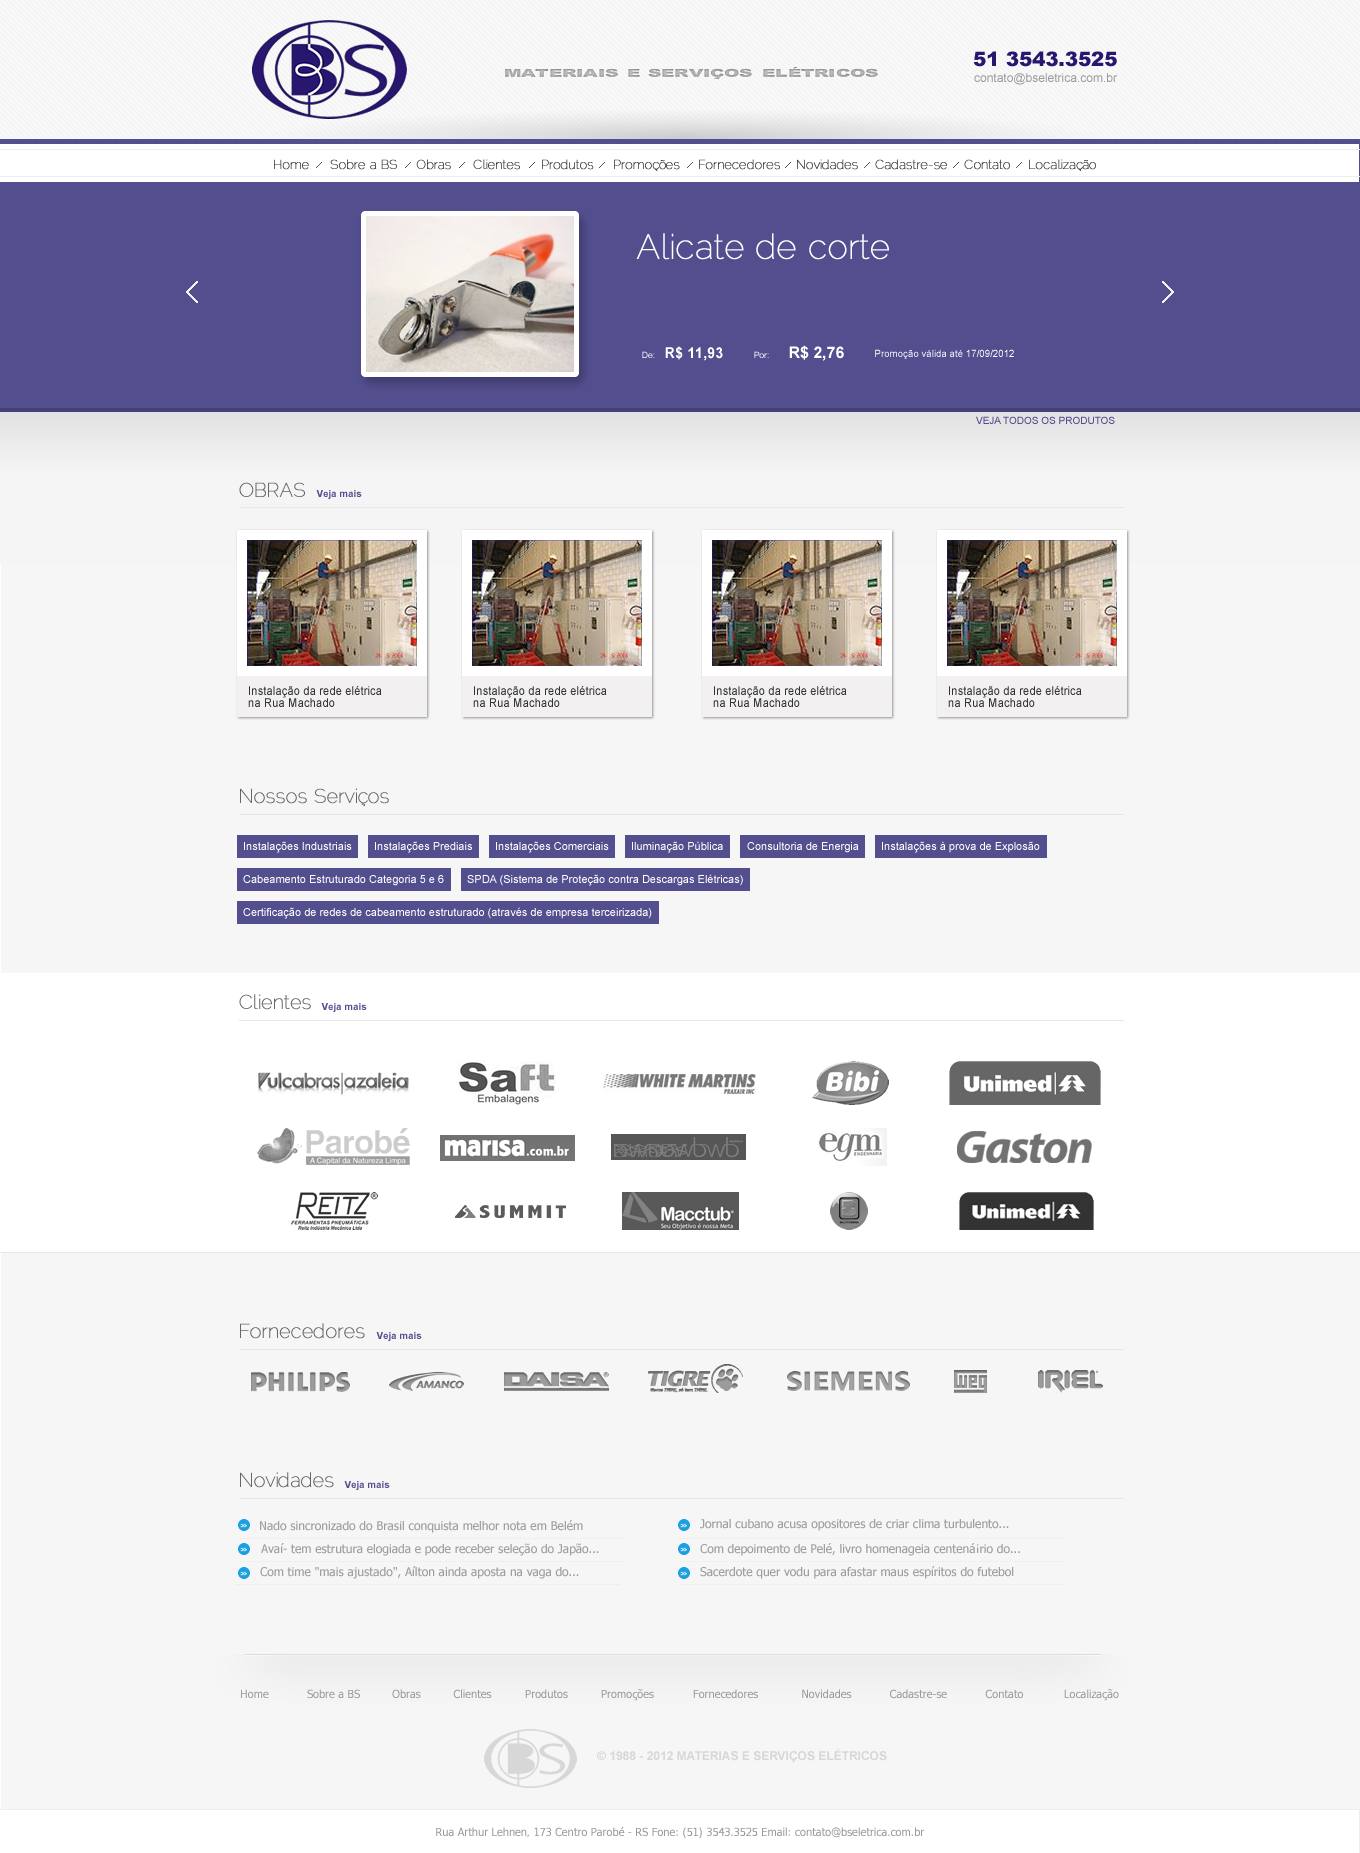 BS
MATERIAIS E SERVIÇOS ELÉTRICOS
51 3543.3525
contato@bseletrica.com.br
Home / Sobre a BS / Obras / Clientes / Produtos / Promoções / Fornecedores / Novidades / Cadastre-se / Contato / Localização
Alicate de corte
De: R$ 11,93 Por: R$ 2,76 Promoção válida até 17/09/2012
VEJA TODOS OS PRODUTOS
OBRAS Veja mais
Instalação da rede elétrica
na Rua Machado
Instalação da rede elétrica
na Rua Machado
Instalação da rede elétrica
na Rua Machado
Instalação da rede elétrica
na Rua Machado
Nossos Serviços
Instalações Industriais Instalações Prediais Instalações Comerciais Iluminação Pública Consultoria de Energia Instalações à prova de Explosão
Cabeamento Estruturado Categoria 5 e 6 SPDA (Sistema de Proteção contra Descargas Elétricas)
Certificação de redes de cabeamento estruturado (através de empresa terceirizada)
Clientes Veja mais
Vulcabras|azaleia
Saft
Embalagens
WHITE MARTINS
PRAXAIR INC
Bibi
Unimed
Parobé
A Capital da Natureza Limpa
marisa.com.br
egm
ENGENHARIA
Gaston
REITZ®
FERRAMENTAS PNEUMÁTICAS
Reitz Indústria Mecânica Ltda
SUMMIT
Macctub®
Seu Objetivo é nossa Meta
Unimed
Fornecedores Veja mais
PHILIPS
AMANCO
DAISA®
TIGRE
SIEMENS
WEG
IRIEL
Novidades Veja mais
Nado sincronizado do Brasil conquista melhor nota em Belém
Avaí- tem estrutura elogiada e pode receber seleção do Japão...
Com time "mais ajustado", Aílton ainda aposta na vaga do...
Jornal cubano acusa opositores de criar clima turbulento...
Com depoimento de Pelé, livro homenageia centenáirio do...
Sacerdote quer vodu para afastar maus espíritos do futebol
Home Sobre a BS Obras Clientes Produtos Promoções Fornecedores Novidades Cadastre-se Contato Localização
BS
© 1988 - 2012 MATERIAS E SERVIÇOS ELÉTRICOS
Rua Arthur Lehnen, 173 Centro Parobé - RS Fone: (51) 3543.3525 Email: contato@bseletrica.com.br